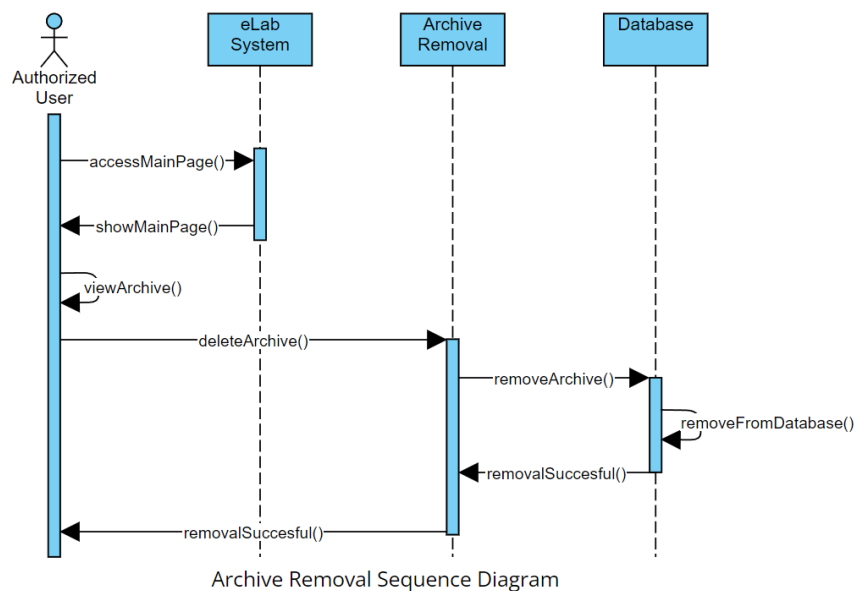 eLab
System
Archive
Removal
Database
Authorized
User
accessMainPage()
showMainPage()
viewArchive()
deleteArchive()
removeArchive()
removeFromDatabase()
removalSuccesful()
removalSuccesful()
Archive Removal Sequence Diagram